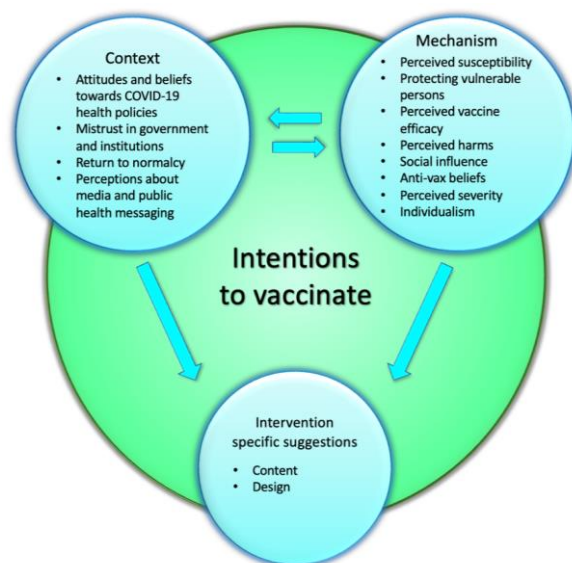 Context
• Attitudes and beliefs
towards COVID-19
health policies
• Mistrust in government
and institutions
• Return to normalcy
• Perceptions about
media and public
health messaging
Mechanism
• Perceived susceptibility
• Protecting vulnerable
persons
• Perceived vaccine
efficacy
• Perceived harms
• Social influence
• Anti-vax beliefs
• Perceived severity
• Individualism
Intentions
to vaccinate
Intervention
specific suggestions
• Content
• Design